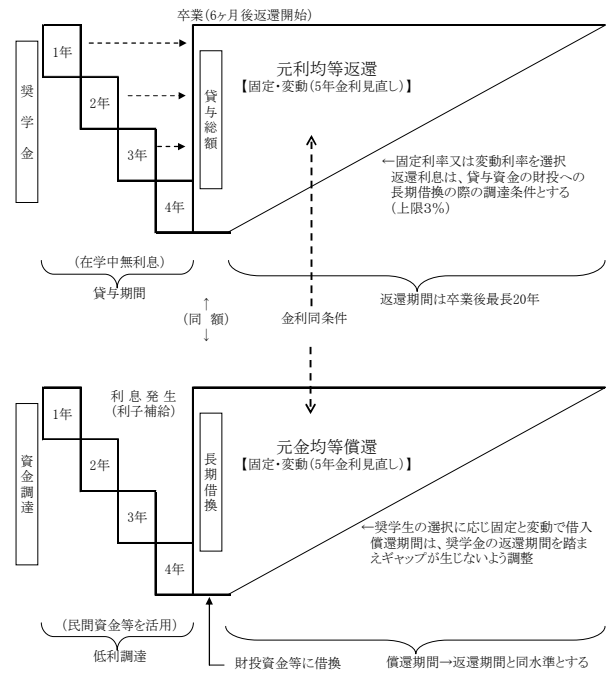 卒業(6ヶ月後返還開始)
奨学金
1年
2年
3年
4年
貸与総額
元利均等返還
【固定・変動(5年金利見直し)】
←固定利率又は変動利率を選択
返還利息は、貸与資金の財投への
長期借換の際の調達条件とする
(上限3%)
(在学中無利息)
貸与期間
返還期間は卒業後最長20年
↑
(同 額)
↓
金利同条件
資金調達
1年
2年
3年
4年
利息発生
(利子補給)
長期借換
元金均等償還
【固定・変動(5年金利見直し)】
←奨学生の選択に応じ固定と変動で借入
償還期間は、奨学金の返還期間を踏ま
えギャップが生じないよう調整
(民間資金等を活用)
低利調達
財投資金等に借換
償還期間→返還期間と同水準とする